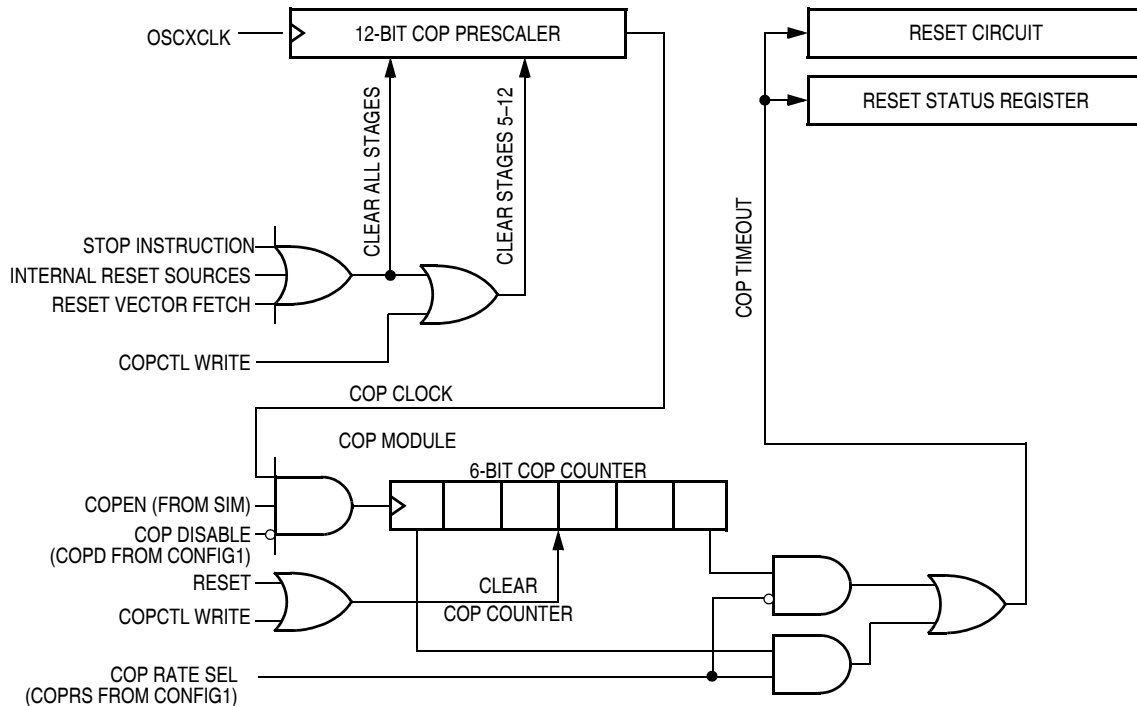 OSCXCLK
12-BIT COP PRESCALER
RESET CIRCUIT
RESET STATUS REGISTER
CLEAR ALL STAGES
CLEAR STAGES 5–12
COP TIMEOUT
STOP INSTRUCTION
INTERNAL RESET SOURCES
RESET VECTOR FETCH
COPCTL WRITE
COP CLOCK
COP MODULE
6-BIT COP COUNTER
COPEN (FROM SIM)
COP DISABLE
(COPD FROM CONFIG1)
RESET
COPCTL WRITE
CLEAR
COP COUNTER
COP RATE SEL
(COPRS FROM CONFIG1)